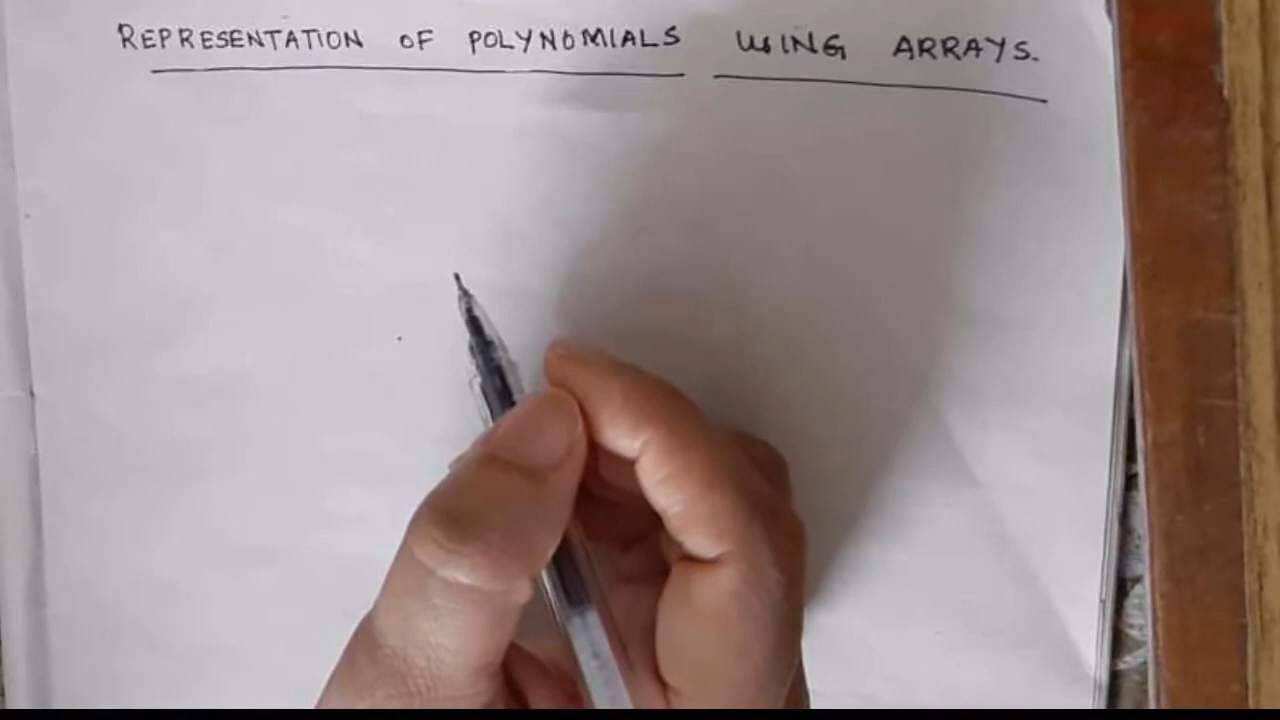 REPRESENTATION OF POLYNOMIALS USING ARRAYS.